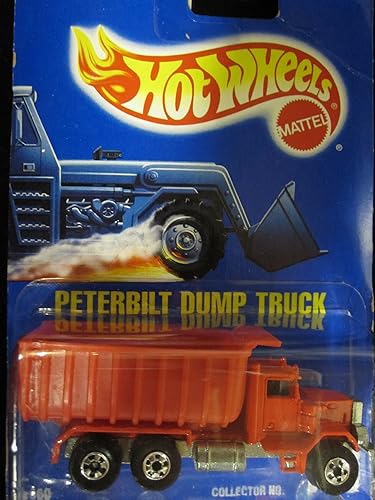 HOT WHEELS
MATTEL
®
PETERBILT DUMP TRUCK
COLLECTOR NO.